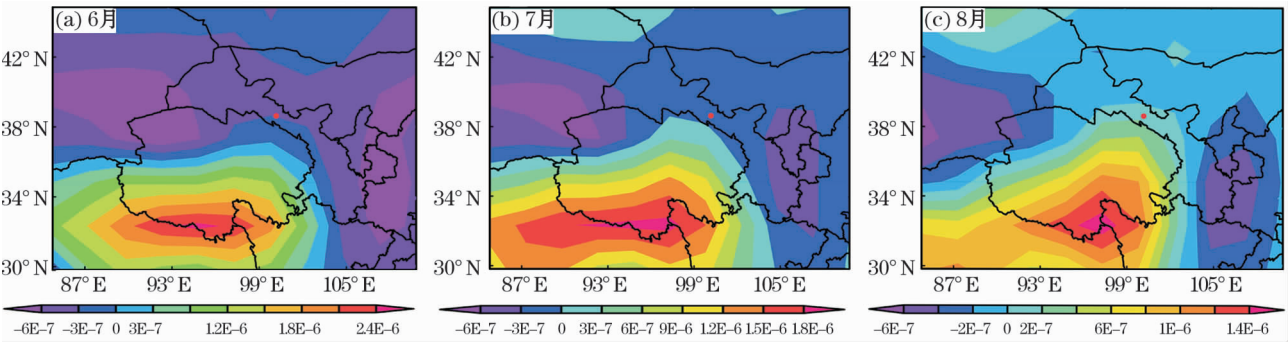 (a) 6月
42° N
38° N
34° N
30° N
87° E 93° E 99° E 105° E
−6E−7 −3E−7 0 3E−7 1.2E−6 1.8E−6 2.4E−6
(b) 7月
42° N
38° N
34° N
30° N
87° E 93° E 99° E 105° E
−6E−7 −3E−7 0 3E−7 6E−7 9E−6 1.2E−6 1.5E−6 1.8E−6
(c) 8月
42° N
38° N
34° N
30° N
87° E 93° E 99° E 105° E
−6E−7 −2E−7 0 2E−7 6E−7 1E−6 1.4E−6